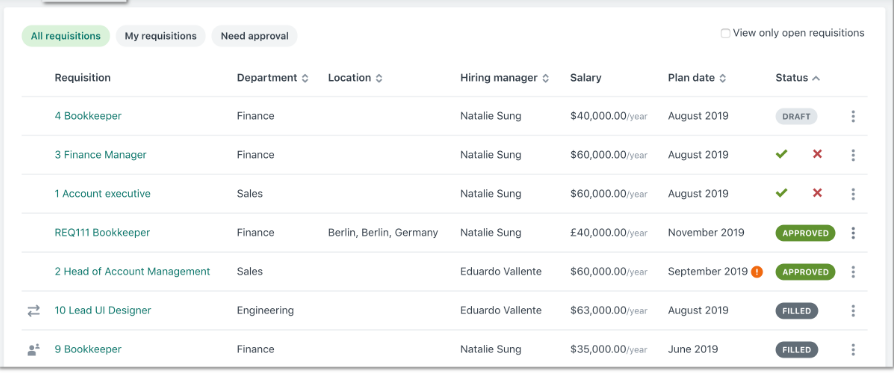 All requisitions My requisitions Need approval View only open requisitions
Requisition Department Location Hiring manager Salary Plan date Status
4 Bookkeeper Finance Natalie Sung $40,000.00/year August 2019 DRAFT
3 Finance Manager Finance Natalie Sung $60,000.00/year August 2019
1 Account executive Sales Natalie Sung $60,000.00/year August 2019
REQ111 Bookkeeper Finance Berlin, Berlin, Germany Natalie Sung £40,000.00/year November 2019 APPROVED
2 Head of Account Management Sales Eduardo Vallente $60,000.00/year September 2019 APPROVED
10 Lead UI Designer Engineering Eduardo Vallente $63,000.00/year August 2019 FILLED
9 Bookkeeper Finance Natalie Sung $35,000.00/year June 2019 FILLED